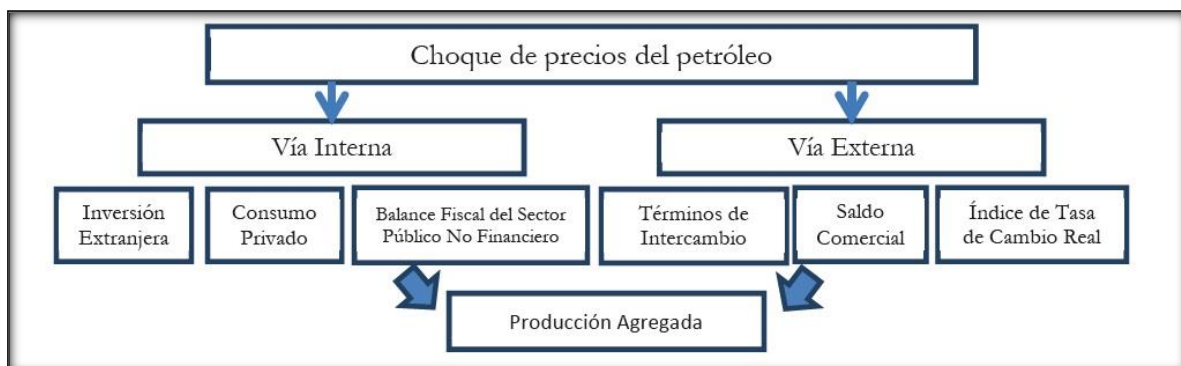 Choque de precios del petróleo
Vía Interna
Vía Externa
Inversión
Extranjera
Consumo
Privado
Balance Fiscal del Sector
Público No Financiero
Términos de
Intercambio
Saldo
Comercial
Índice de Tasa
de Cambio Real
Producción Agregada